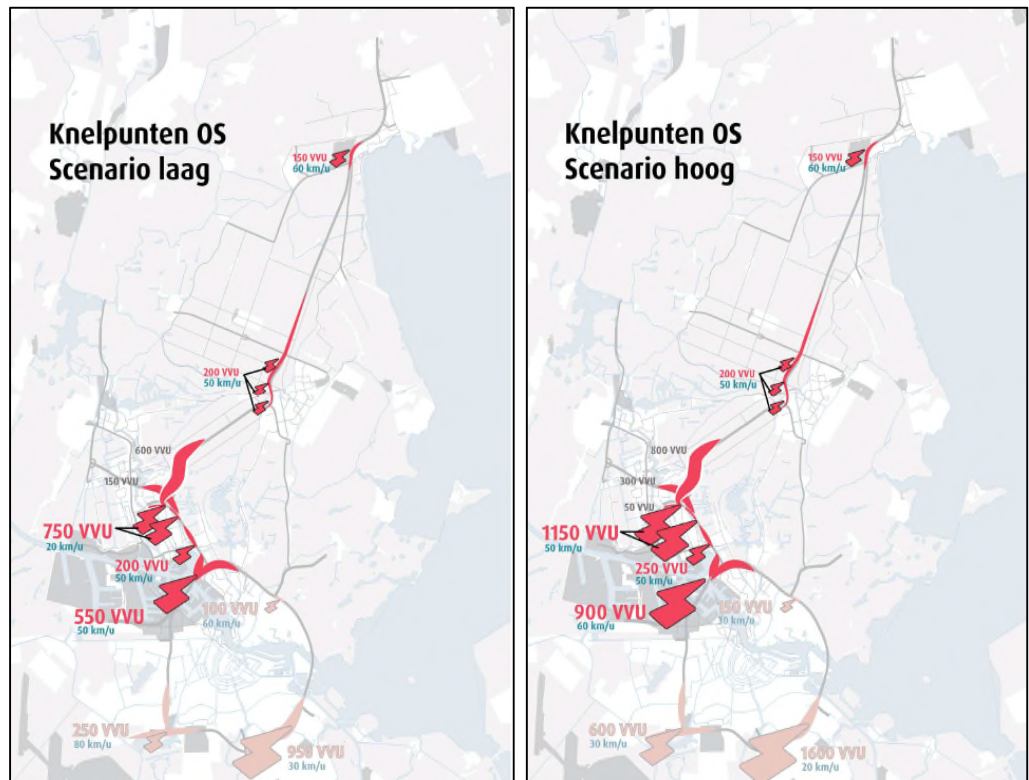 Knelpunten OS
Scenario laag
150 VVU
60 km/u
200 VVU
50 km/u
600 VVU
150 VVU
750 VVU
20 km/u
200 VVU
50 km/u
550 VVU
50 km/u
100 VVU
60 km/u
250 VVU
80 km/u
950 VVU
30 km/u
Knelpunten OS
Scenario hoog
150 VVU
60 km/u
200 VVU
50 km/u
800 VVU
300 VVU
50 VVU
1150 VVU
50 km/u
250 VVU
50 km/u
900 VVU
60 km/u
150 VVU
30 km/u
600 VVU
30 km/u
1600 VVU
20 km/u